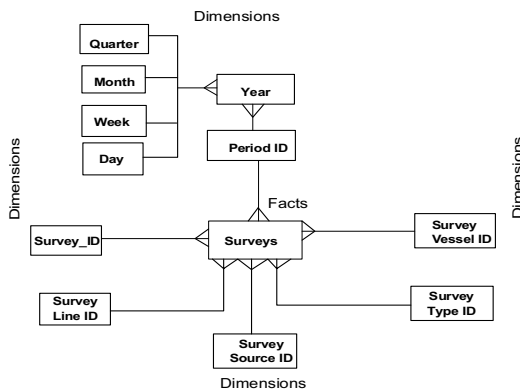 Dimensions
Quarter
Month
Week
Day
Year
Period ID
Dimensions
Dimensions
Facts
Surveys
Survey_ID
Survey
Vessel ID
Survey
Line ID
Survey
Type ID
Survey
Source ID
Dimensions